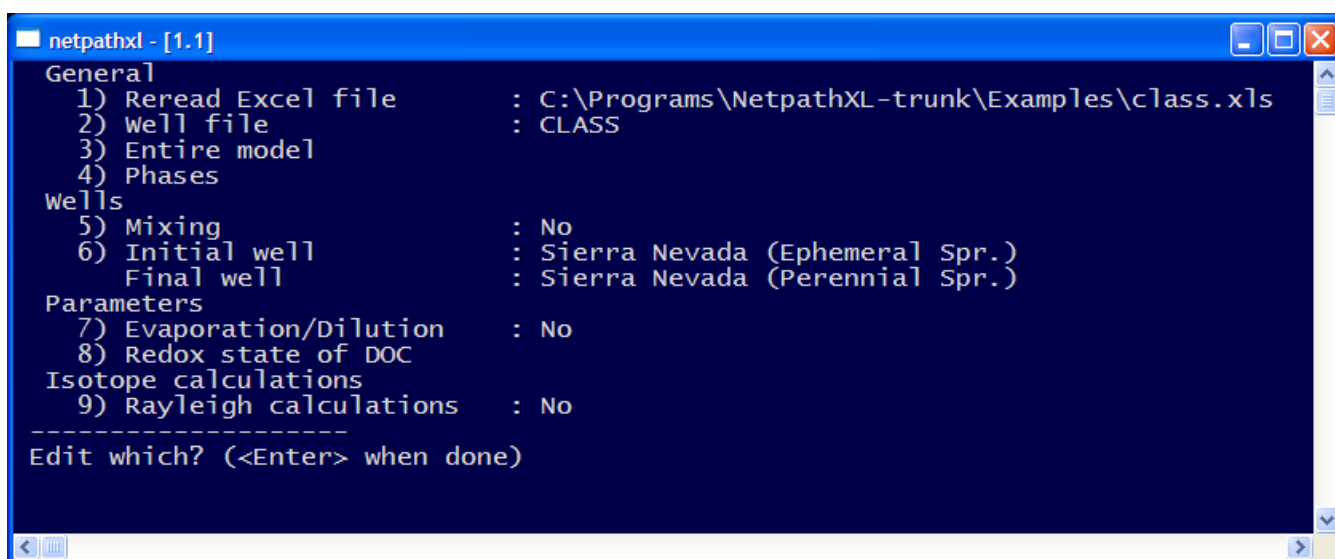 netpathxl - [1.1]
General
1) Reread Excel file : C:\Programs\NetpathXL-trunk\Examples\class.xls
2) Well file : CLASS
3) Entire model
4) Phases
Wells
5) Mixing : No
6) Initial well : Sierra Nevada (Ephemeral Spr.)
Final well : Sierra Nevada (Perennial Spr.)
Parameters
7) Evaporation/Dilution : No
8) Redox state of DOC
Isotope calculations
9) Rayleigh calculations : No
--------------------
Edit which? (<Enter> when done)